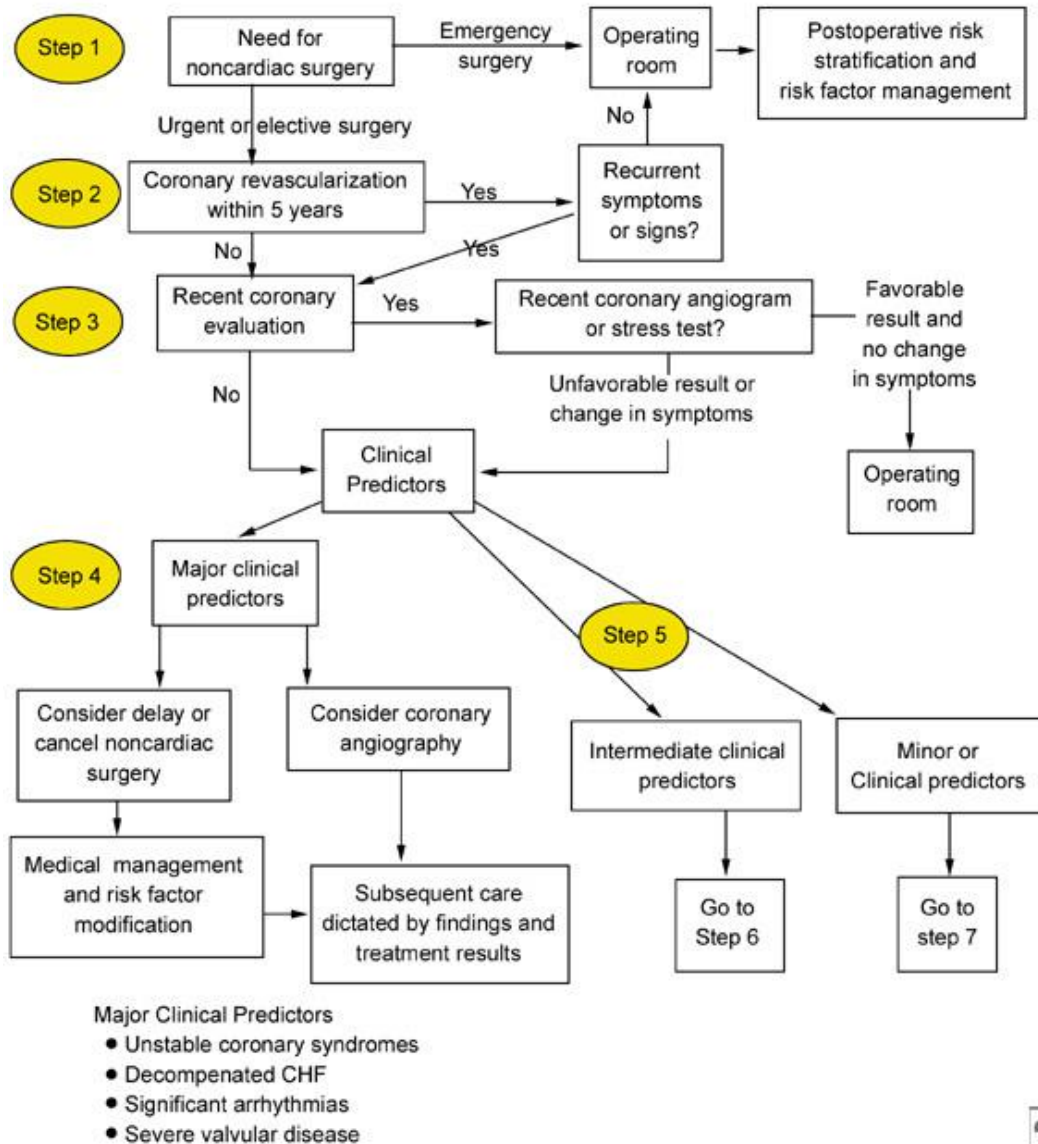 Step 1
Need for
noncardiac surgery
Emergency
surgery
Operating
room
Postoperative risk
stratification and
risk factor management
Urgent or elective surgery
No
Step 2
Coronary revascularization
within 5 years
Yes
Recurrent
symptoms
or signs?
No
Yes
Step 3
Recent coronary
evaluation
Yes
Recent coronary angiogram
or stress test?
Favorable
result and
no change
in symptoms
No
Unfavorable result or
change in symptoms
Clinical
Predictors
Operating
room
Step 4
Major clinical
predictors
Step 5
Consider delay or
cancel noncardiac
surgery
Consider coronary
angiography
Intermediate clinical
predictors
Minor or
Clinical predictors
Medical management
and risk factor
modification
Subsequent care
dictated by findings and
treatment results
Go to
Step 6
Go to
step 7
Major Clinical Predictors
● Unstable coronary syndromes
● Decompenated CHF
● Significant arrhythmias
● Severe valvular disease